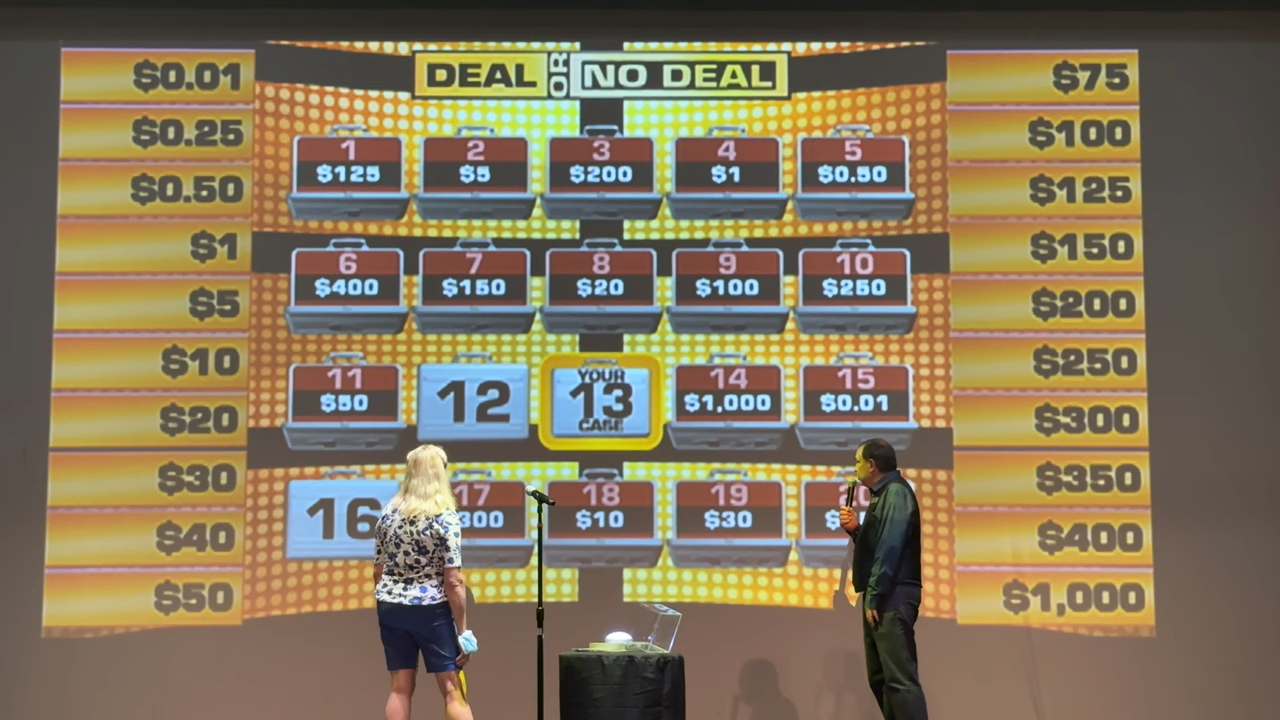 DEAL OR NO DEAL
$0.01
$0.25
$0.50
$1
$5
$10
$20
$30
$40
$50
1 2 3 4 5
$125 $5 $200 $1 $0.50
6 7 8 9 10
$400 $150 $20 $100 $250
11 12 YOUR 13 CASE 14 15
$50 $1,000 $0.01
16 17 18 19
300 $10 $30
$75
$100
$125
$150
$200
$250
$300
$350
$400
$1,000